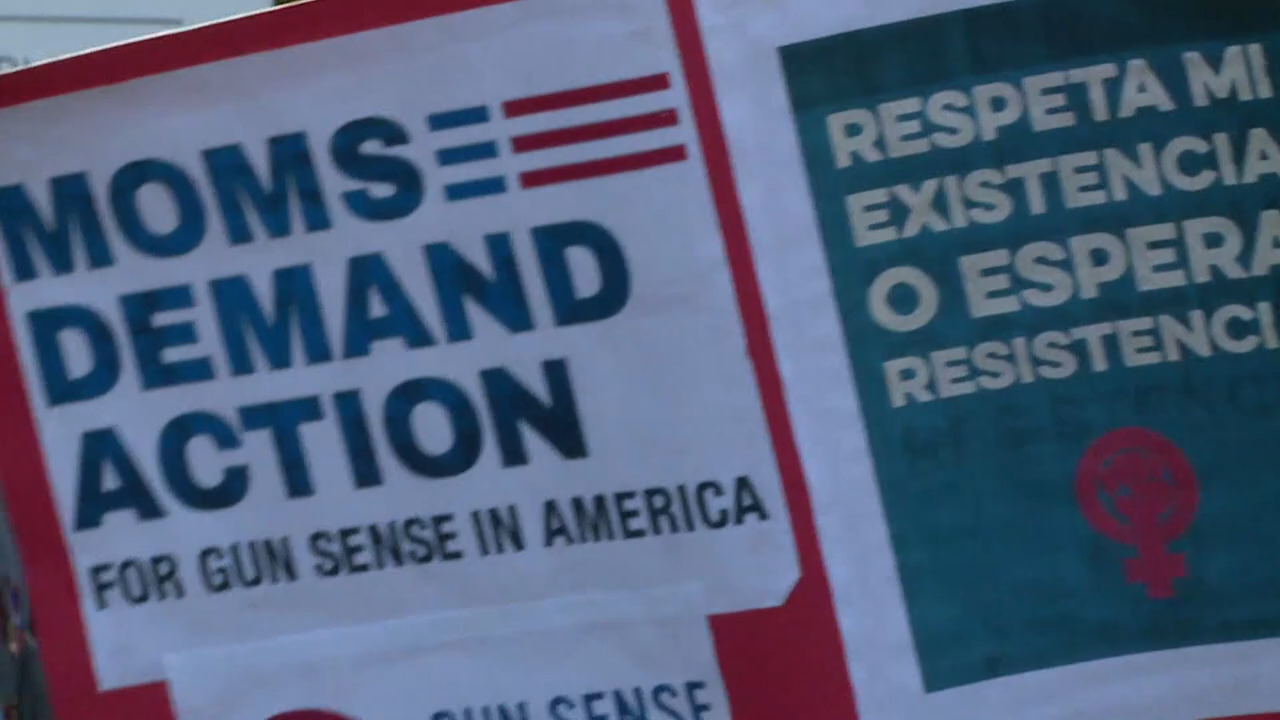 MOMS
DEMAND
ACTION
FOR GUN SENSE IN AMERICA
GUN SENSE
RESPETA MI
EXISTENCIA
O ESPERA
RESISTENCI